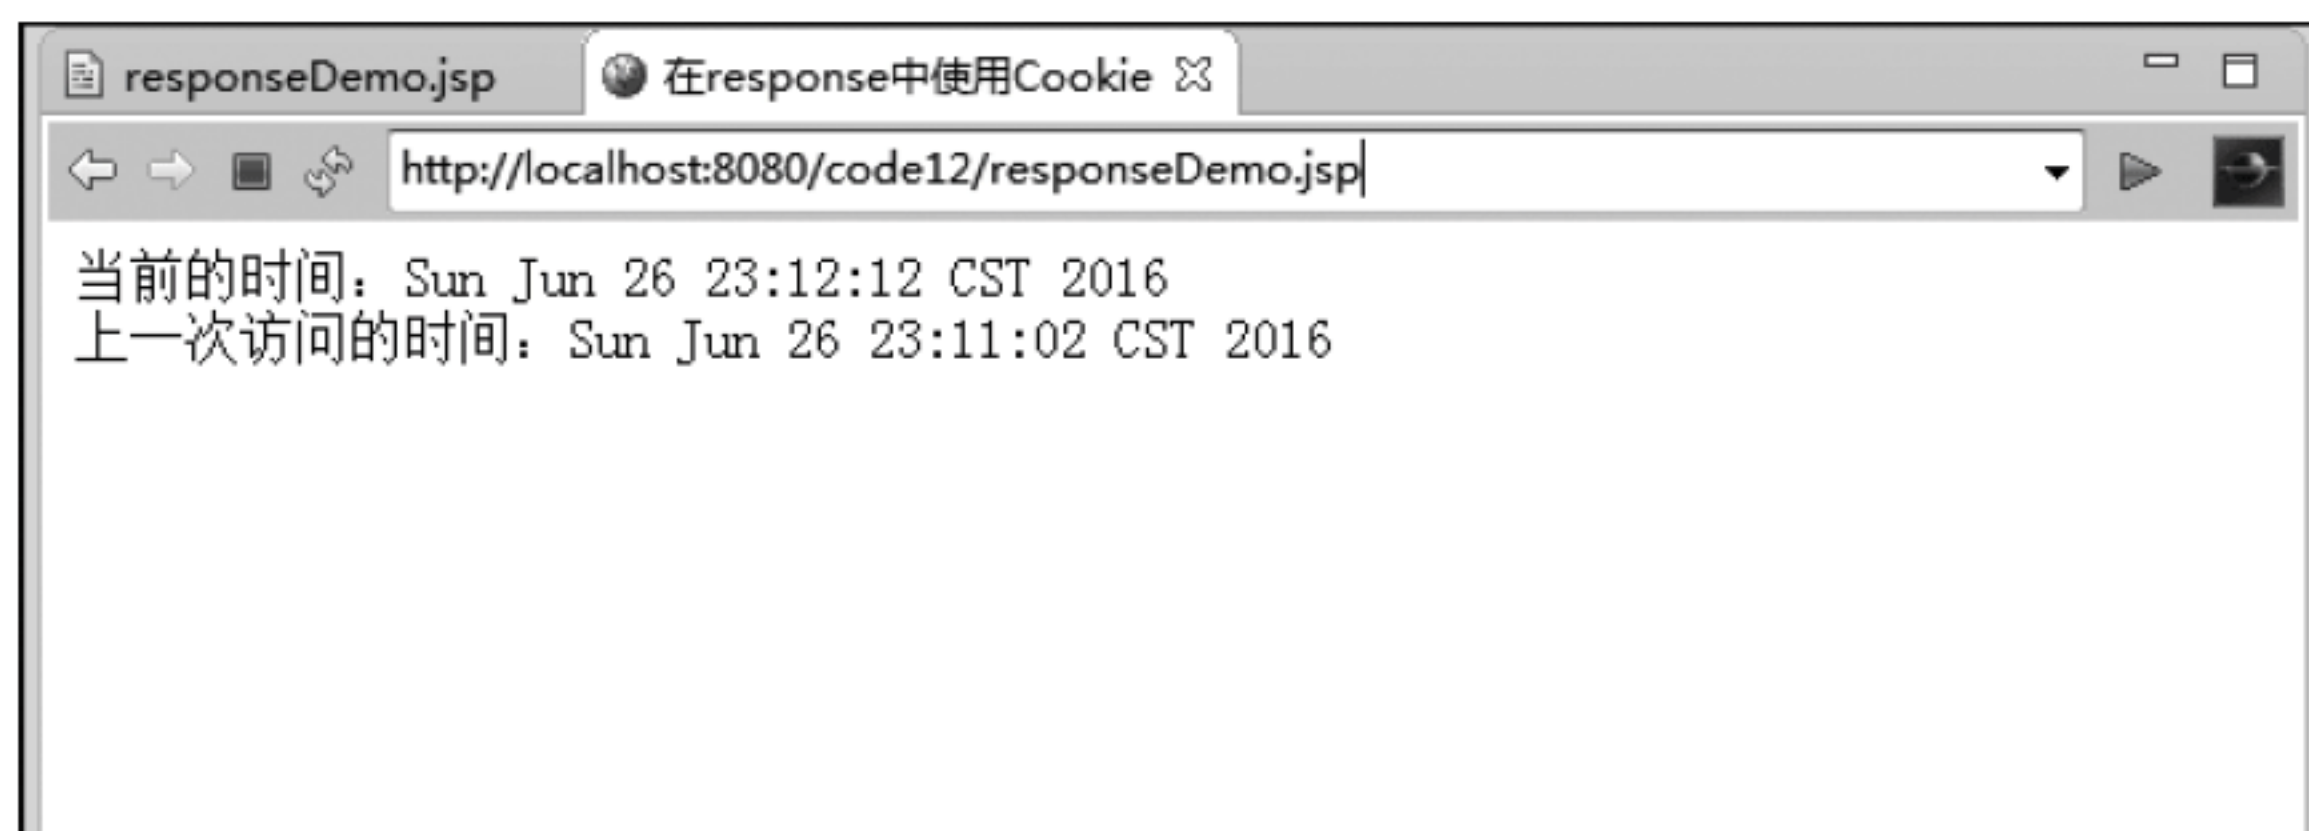 responseDemo.jsp
在response中使用Cookie
http://localhost:8080/code12/responseDemo.jsp
当前的时间：Sun Jun 26 23:12:12 CST 2016
上一次访问的时间：Sun Jun 26 23:11:02 CST 2016